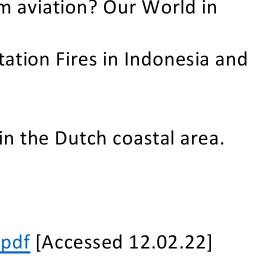 m aviation? Our World in
tation Fires in Indonesia and
in the Dutch coastal area.
pdf [Accessed 12.02.22]